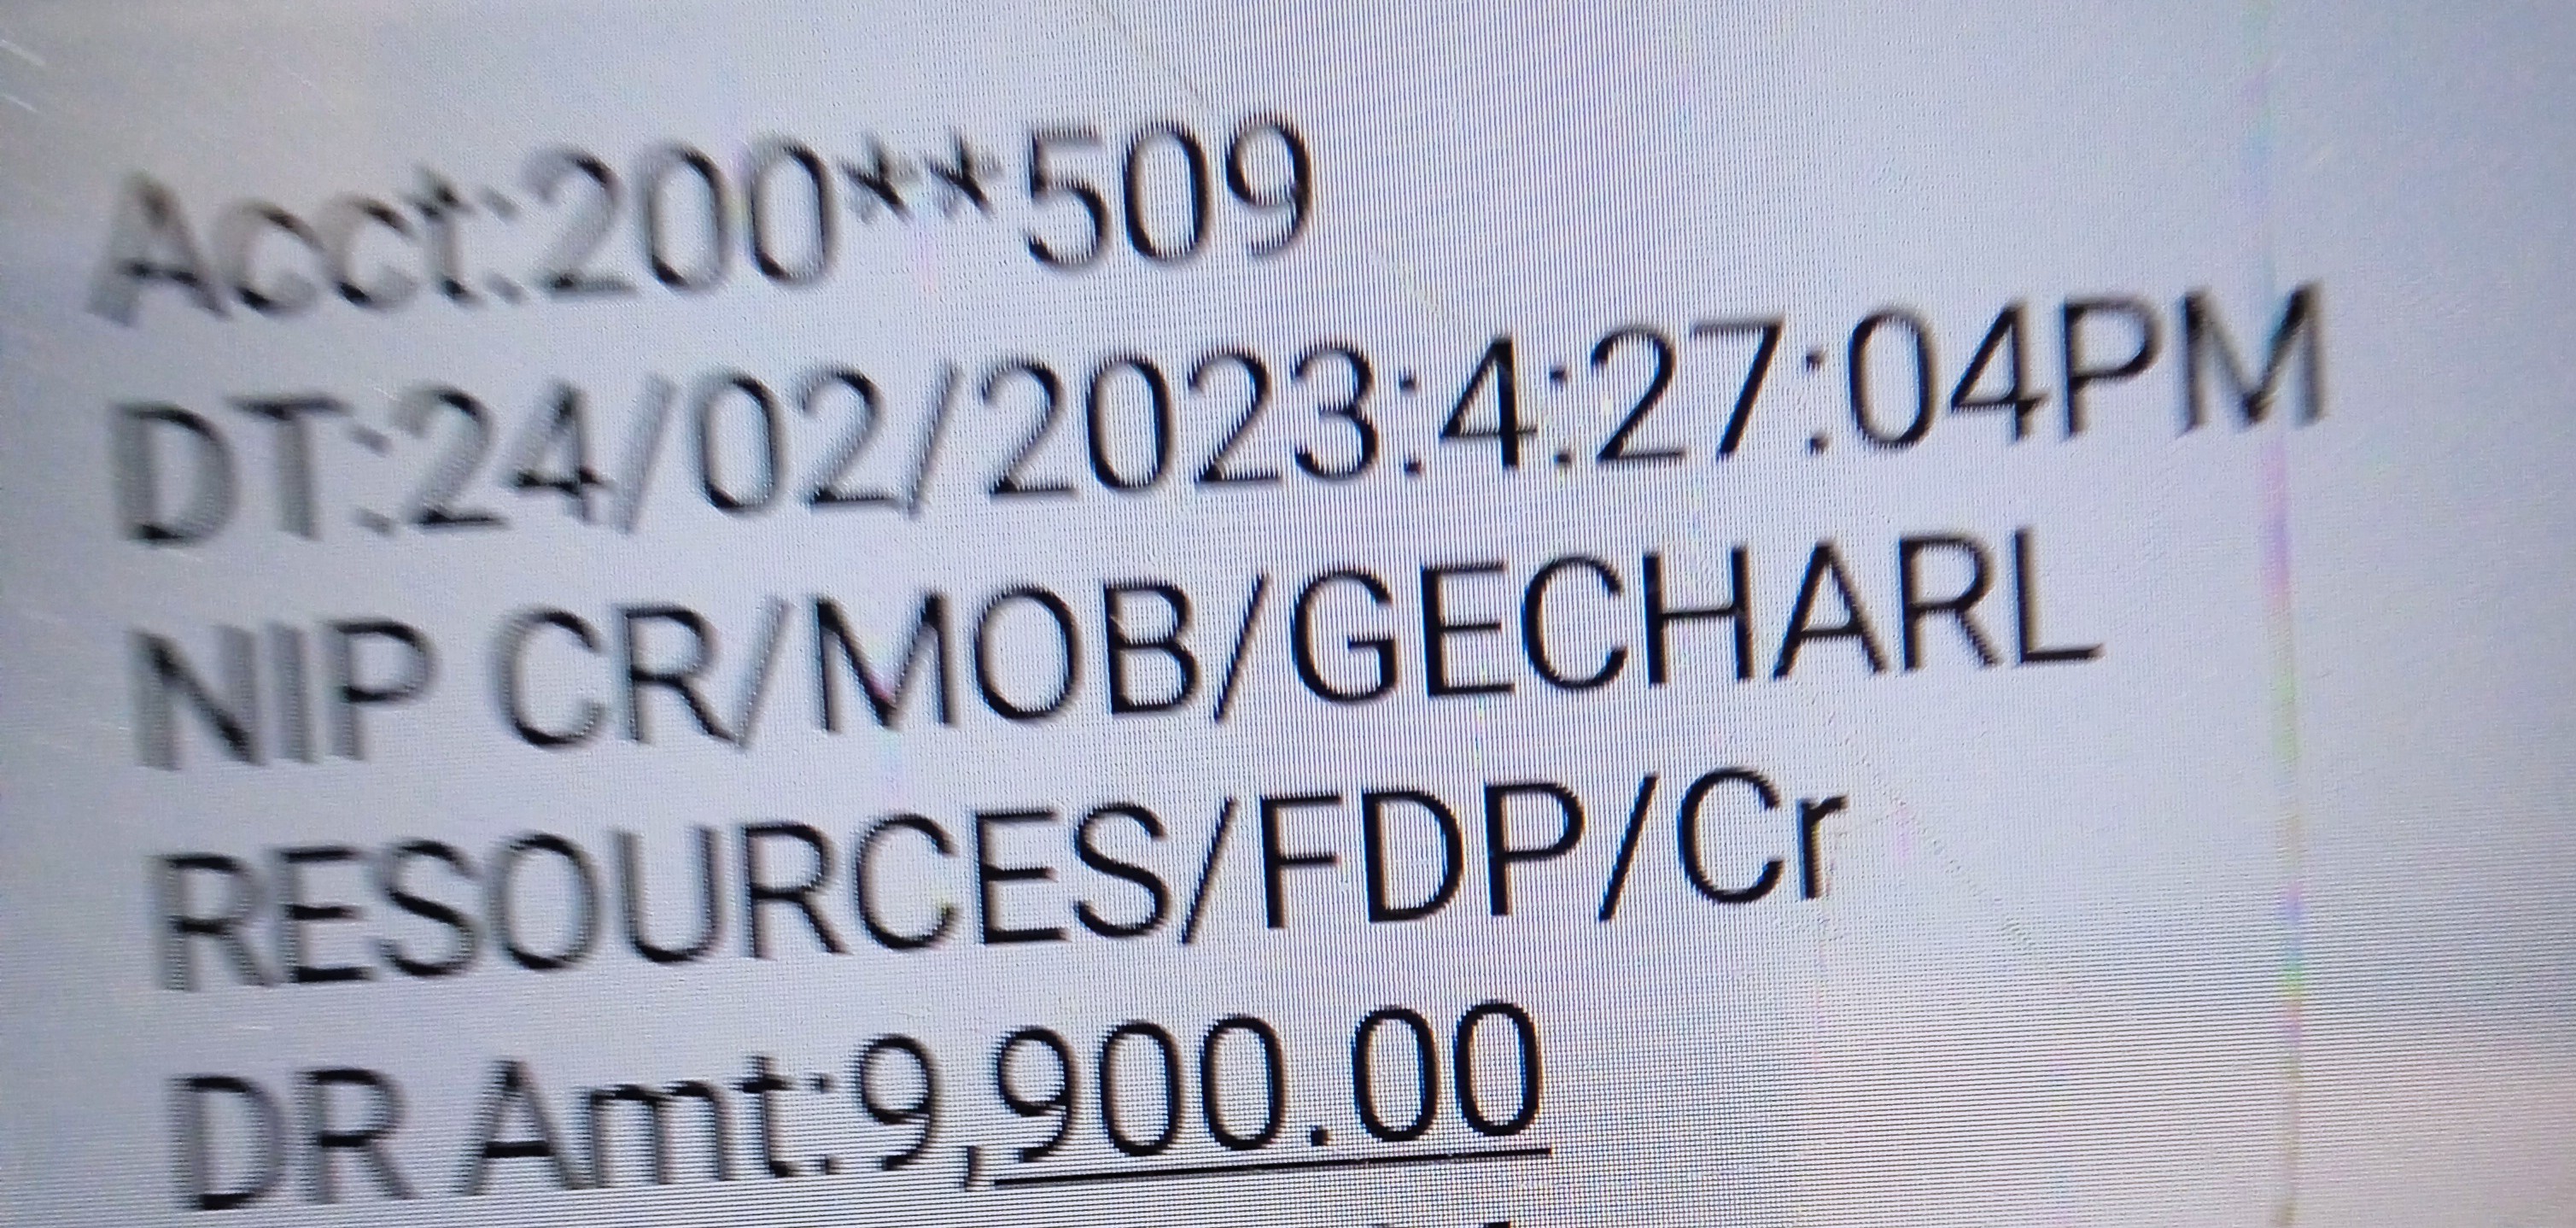 Acct:200**509
DT:24/02/2023:4:27:04PM
NIP CR/MOB/GECHARL
RESOURCES/FDP/Cr
DR Amt:9,900.00